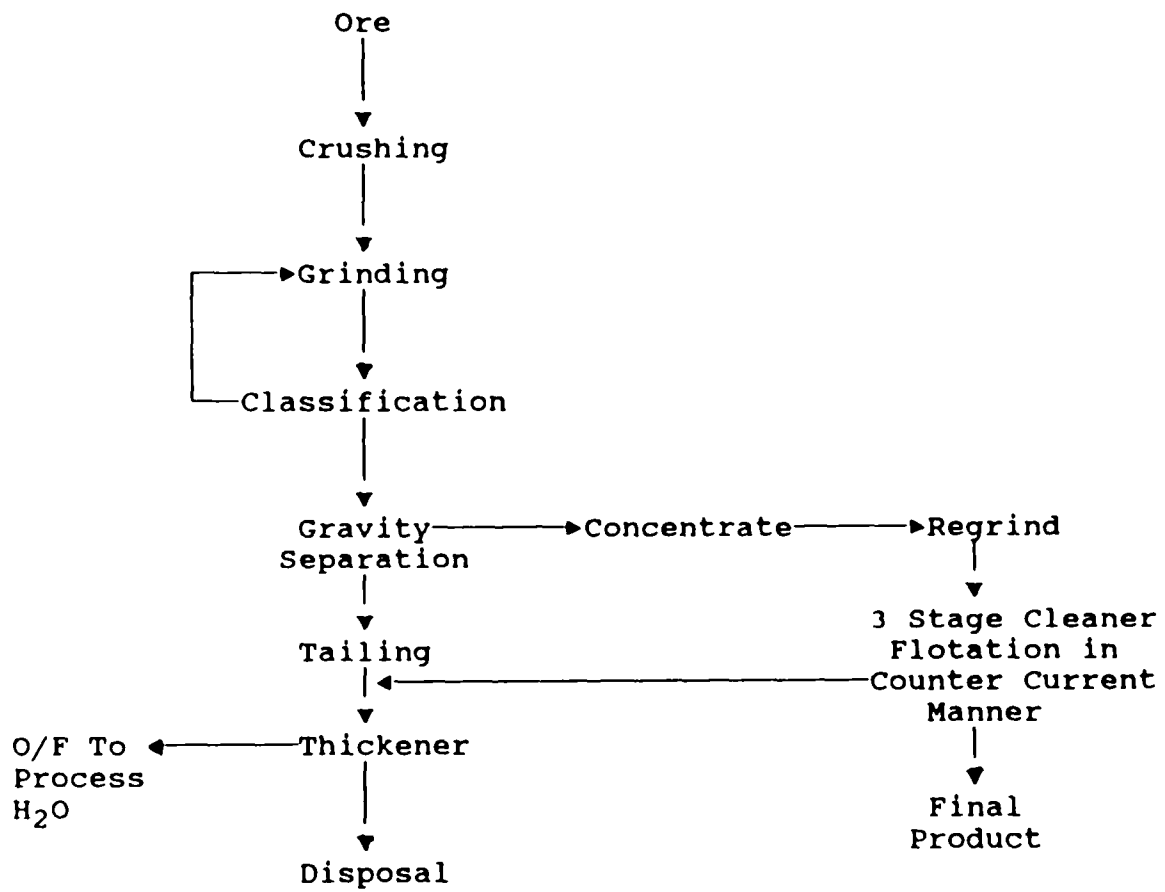 Ore
Crushing
Grinding
Classification
Gravity
Separation
Concentrate
Regrind
Tailing
3 Stage Cleaner
Flotation in
Counter Current
Manner
O/F To
Process
H₂O
Thickener
Disposal
Final
Product